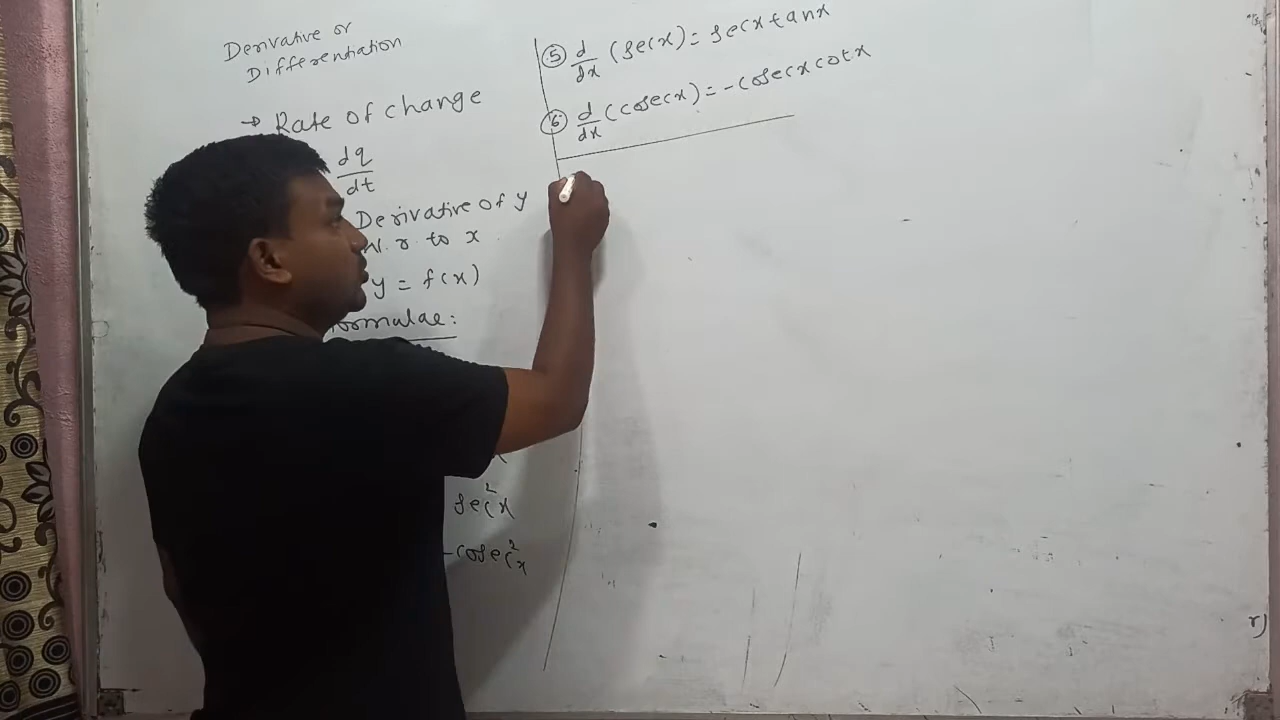 Derivative or
Differentiation
→ Rate of change
dq
dt
Derivative of y
w. r. to x
y = f(x)
Formulae:
sec²x
-cosec²x
⑤ d/dx (secx) = secx tanx
⑥ d/dx (cosecx) = -cosecx cotx